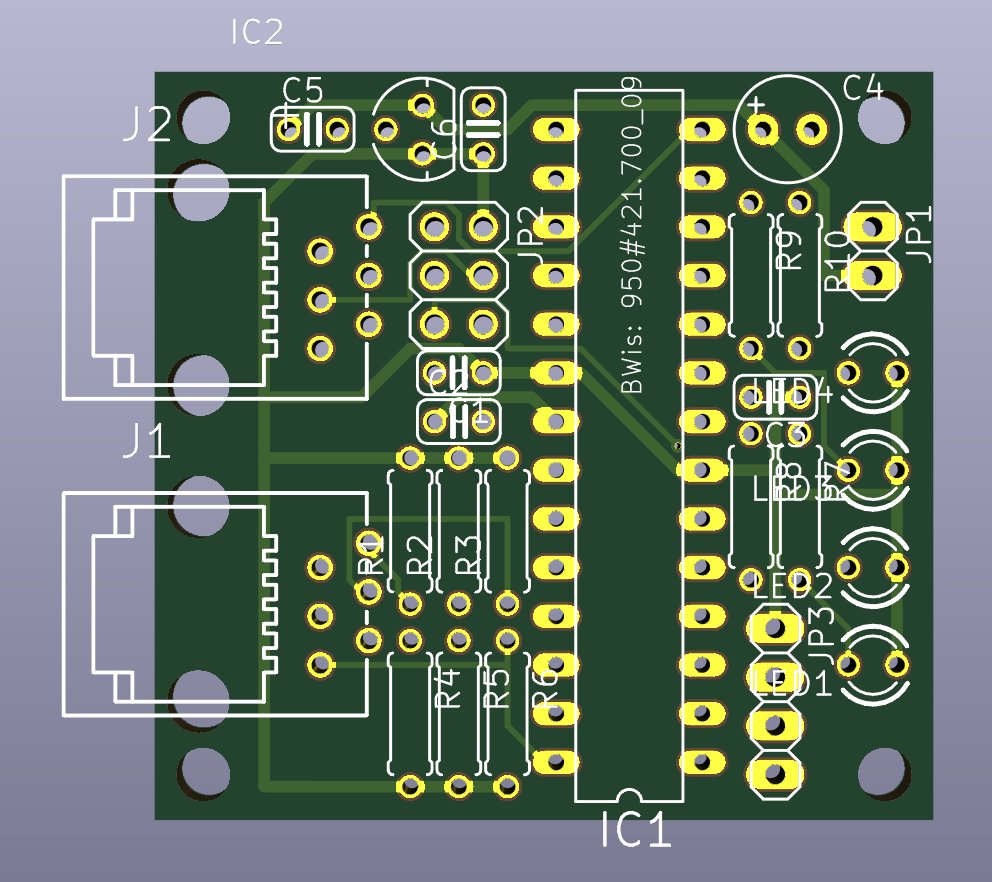 IC2
C5
C4
J2
+
+
C6
BWis: 950#421.700_09
JP2
R9
R10
JP1
C2
C1
LED4
C3
J1
LED3
R8
R7
R1
R2
R3
LED2
JP3
R4
R5
R6
LED1
IC1